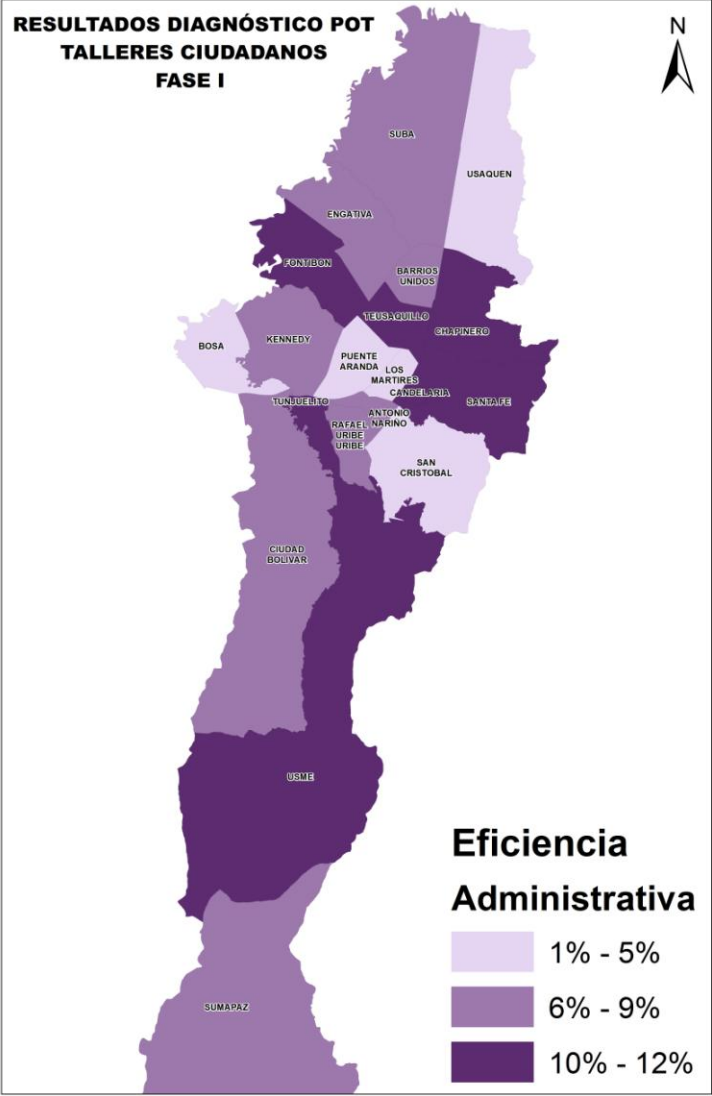 RESULTADOS DIAGNÓSTICO POT
TALLERES CIUDADANOS
FASE I
N
SUBA
USAQUEN
ENGATIVA
FONTIBON
BARRIOS
UNIDOS
TEUSAQUILLO
CHAPINERO
BOSA
KENNEDY
PUENTE
ARANDA
LOS
MARTIRES
CANDELARIA
SANTA FE
TUNJUELITO
ANTONIO
NARIÑO
RAFAEL
URIBE
URIBE
SAN
CRISTOBAL
CIUDAD
BOLIVAR
USME
SUMAPAZ
Eficiencia
Administrativa
1% - 5%
6% - 9%
10% - 12%